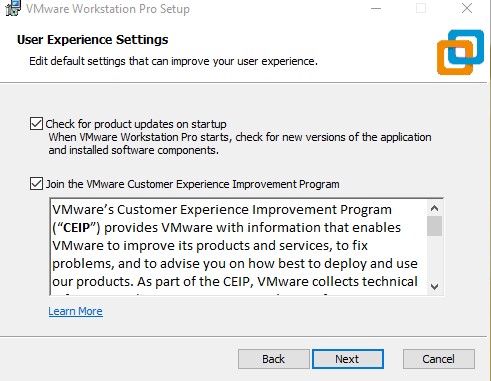 VMware Workstation Pro Setup
User Experience Settings
Edit default settings that can improve your user experience.
Check for product updates on startup
When VMware Workstation Pro starts, check for new versions of the application
and installed software components.
Join the VMware Customer Experience Improvement Program
VMware's Customer Experience Improvement Program
("CEIP") provides VMware with information that enables
VMware to improve its products and services, to fix
problems, and to advise you on how best to deploy and use
our products. As part of the CEIP, VMware collects technical
Learn More
Back Next Cancel